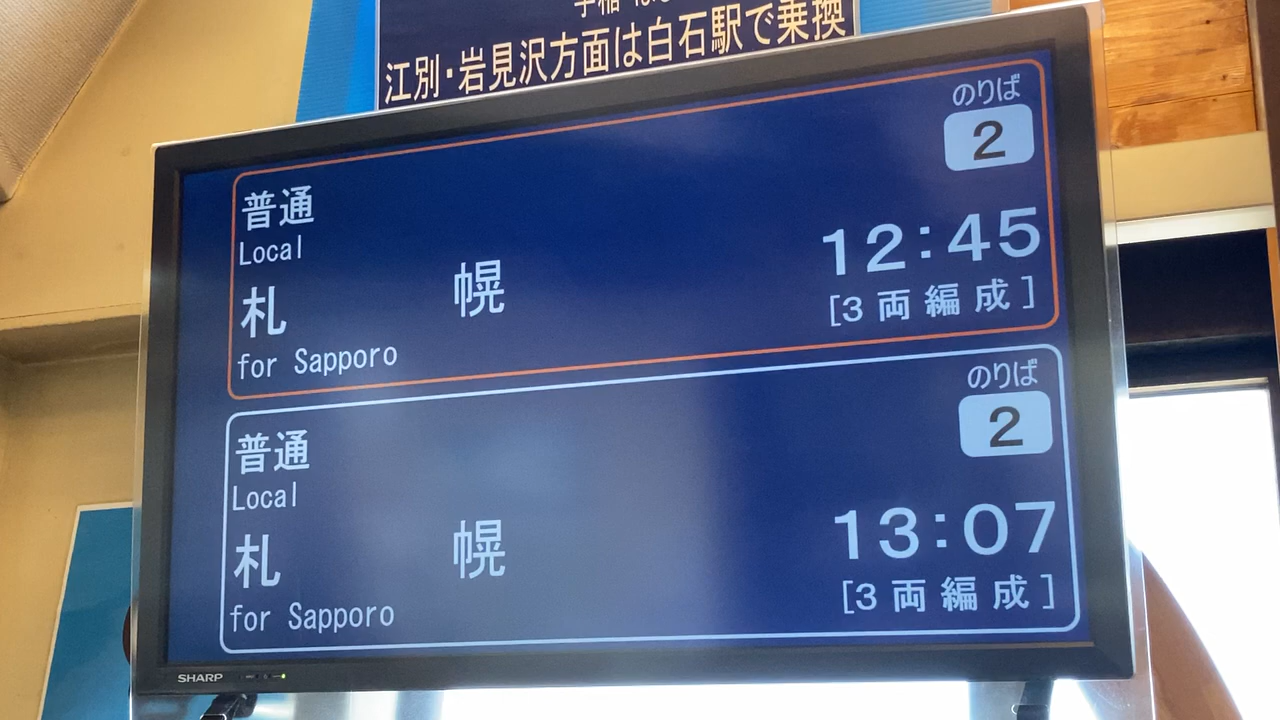 江別・岩見沢方面は白石駅で乗換
のりば
2
普通
Local
12:45
札幌
[3両編成]
for Sapporo
のりば
2
普通
Local
13:07
札幌
[3両編成]
for Sapporo
SHARP